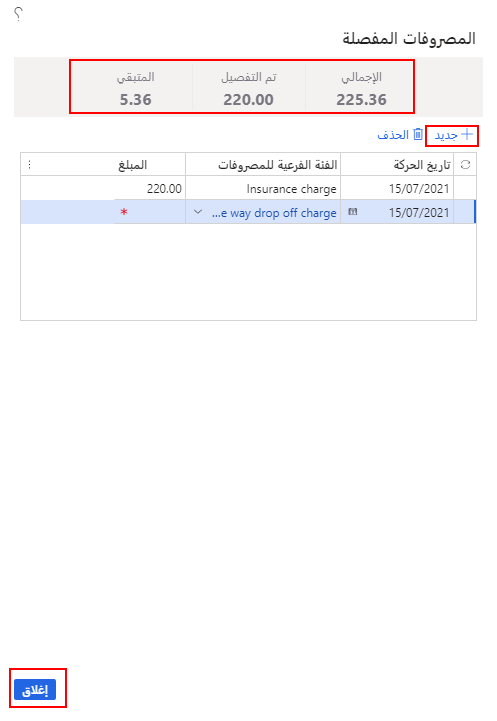 ؟
المصروفات المفصلة
الإجمالي تم التفصيل المتبقي
225.36 220.00 5.36
جديد الحذف
تاريخ الحركة الفئة الفرعية للمصروفات المبلغ
15/07/2021 Insurance charge 220.00
15/07/2021 ...e way drop off charge *
إغلاق